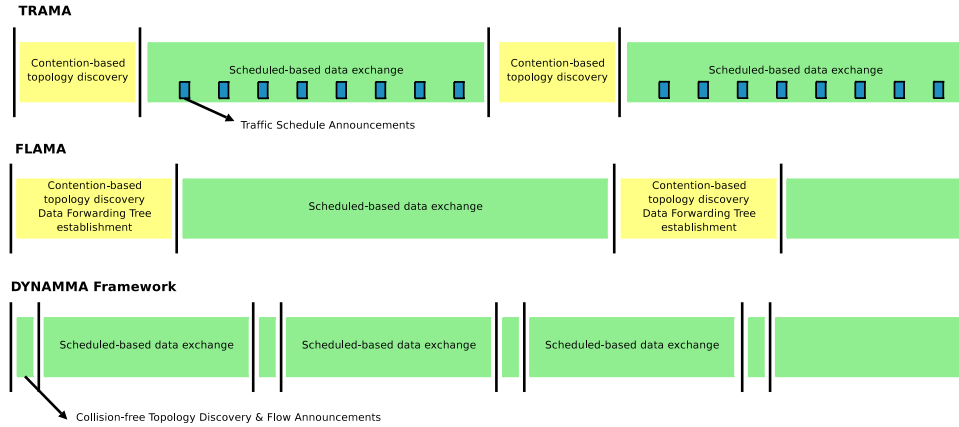 TRAMA
Contention-based
topology discovery
Scheduled-based data exchange
Contention-based
topology discovery
Scheduled-based data exchange
Traffic Schedule Announcements
FLAMA
Contention-based
topology discovery
Data Forwarding Tree
establishment
Scheduled-based data exchange
Contention-based
topology discovery
Data Forwarding Tree
establishment
DYNAMMA Framework
Scheduled-based data exchange
Scheduled-based data exchange
Scheduled-based data exchange
Collision-free Topology Discovery & Flow Announcements